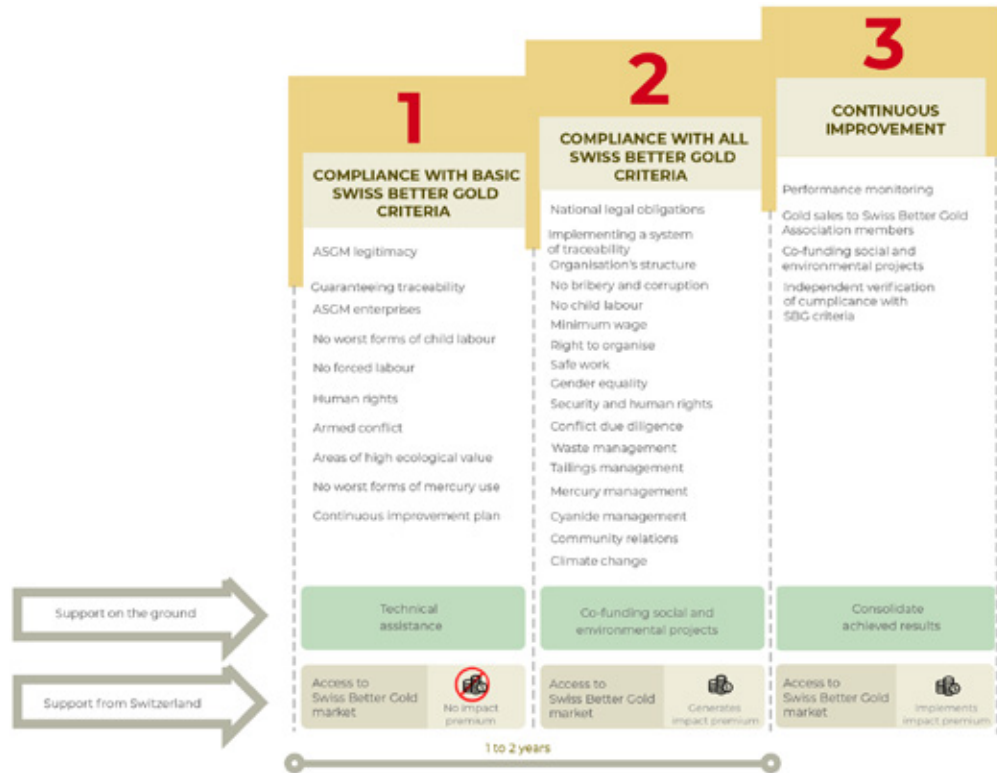 1
COMPLIANCE WITH BASIC
SWISS BETTER GOLD
CRITERIA
ASGM legitimacy
Guaranteeing traceability
ASGM enterprises
No worst forms of child labour
No forced labour
Human rights
Armed conflict
Areas of high ecological value
No worst forms of mercury use
Continuous improvement plan
2
COMPLIANCE WITH ALL
SWISS BETTER GOLD
CRITERIA
National legal obligations
Implementing a system
of traceability
Organisation's structure
No bribery and corruption
No child labour
Minimum wage
Right to organise
Safe work
Gender equality
Security and human rights
Conflict due diligence
Waste management
Tailings management
Mercury management
Cyanide management
Community relations
Climate change
3
CONTINUOUS
IMPROVEMENT
Performance monitoring
Gold sales to Swiss Better Gold
Association members
Co-funding social and
environmental projects
Independent verification
of cumplicance with
SBG criteria
Support on the ground
Technical
assistance
Co-funding social and
environmental projects
Consolidate
achieved results
Support from Switzerland
Access to
Swiss Better Gold
market
No impact
premium
Access to
Swiss Better Gold
market
Generates
impact premium
Access to
Swiss Better Gold
market
Implements
impact premium
1 to 2 years